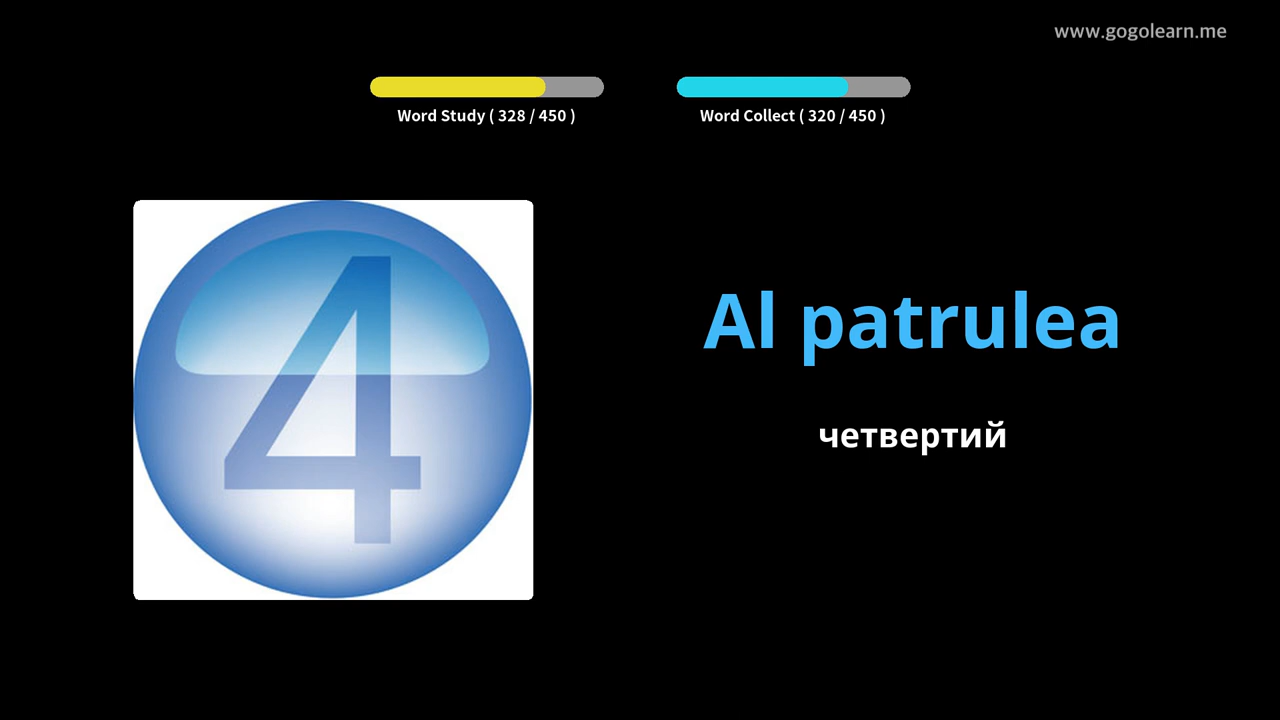 www.gogolearn.me
Word Study ( 328 / 450 )
Word Collect ( 320 / 450 )
4
Al patrulea
четвертий